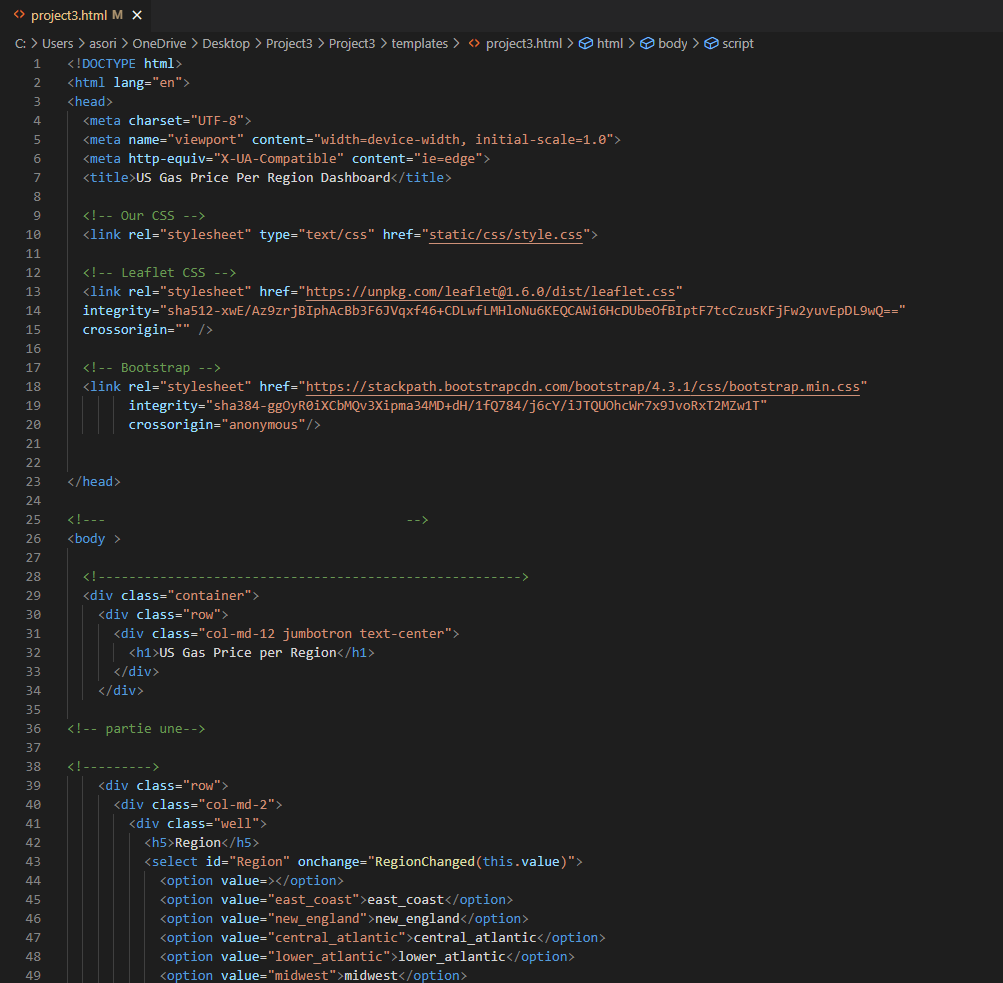 project3.html M
C: > Users > asori > OneDrive > Desktop > Project3 > Project3 > templates > project3.html > html > body > script
1 <!DOCTYPE html>
2 <html lang="en">
3 <head>
4 <meta charset="UTF-8">
5 <meta name="viewport" content="width=device-width, initial-scale=1.0">
6 <meta http-equiv="X-UA-Compatible" content="ie=edge">
7 <title>US Gas Price Per Region Dashboard</title>
8
9 <!-- Our CSS -->
10 <link rel="stylesheet" type="text/css" href="static/css/style.css">
11
12 <!-- Leaflet CSS -->
13 <link rel="stylesheet" href="https://unpkg.com/leaflet@1.6.0/dist/leaflet.css"
14 integrity="sha512-xwE/Az9zrjBIphAcBb3F6JVqxf46+CDLwfLMHloNu6KEQCAWi6HcDUbeOfBIptF7tcCzusKFjFw2yuvEpDL9wQ=="
15 crossorigin="" />
16
17 <!-- Bootstrap -->
18 <link rel="stylesheet" href="https://stackpath.bootstrapcdn.com/bootstrap/4.3.1/css/bootstrap.min.css"
19 integrity="sha384-ggOyR0iXCbMQv3Xipma34MD+dH/1fQ784/j6cY/iJTQUOhcWr7x9JvoRxT2MZw1T"
20 crossorigin="anonymous"/>
21
22
23 </head>
24
25 <!--- -->
26 <body >
27
28 <!------------------------------------------------------->
29 <div class="container">
30 <div class="row">
31 <div class="col-md-12 jumbotron text-center">
32 <h1>US Gas Price per Region</h1>
33 </div>
34 </div>
35
36 <!-- partie une-->
37
38 <!--------->
39 <div class="row">
40 <div class="col-md-2">
41 <div class="well">
42 <h5>Region</h5>
43 <select id="Region" onchange="RegionChanged(this.value)">
44 <option value=></option>
45 <option value="east_coast">east_coast</option>
46 <option value="new_england">new_england</option>
47 <option value="central_atlantic">central_atlantic</option>
48 <option value="lower_atlantic">lower_atlantic</option>
49 <option value="midwest">midwest</option>